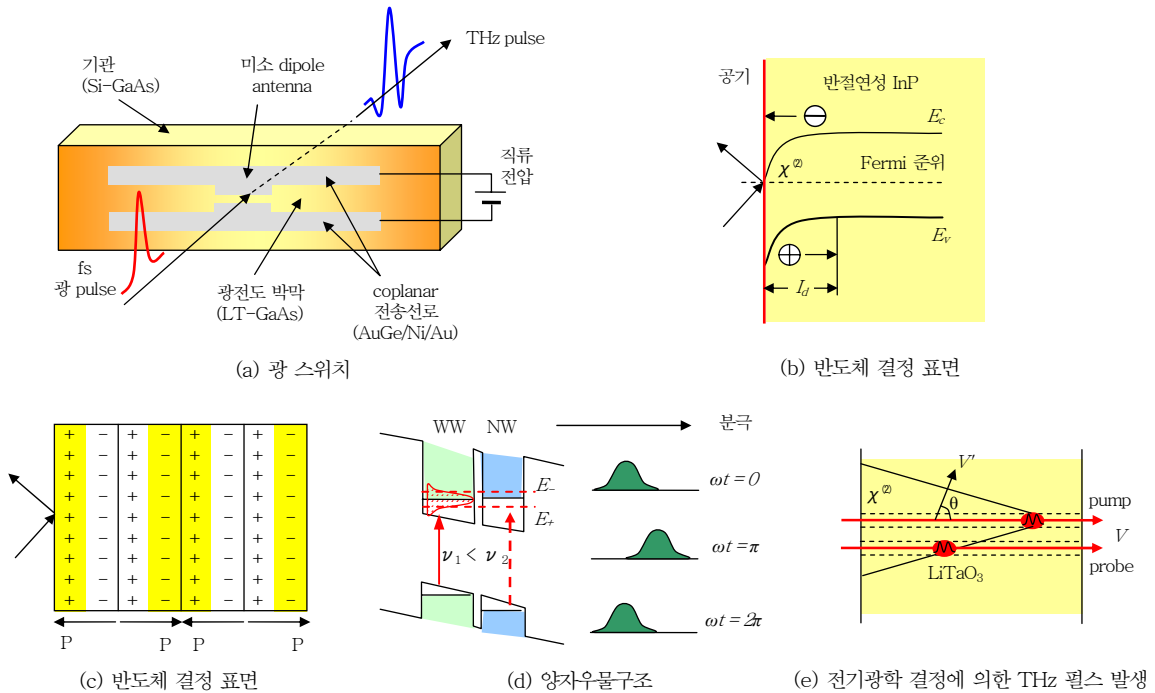 THz pulse
기관
(Si-GaAs)
미소 dipole
antenna
직류
전압
fs
광 pulse
광전도 박막
(LT-GaAs)
coplanar
전송선로
(AuGe/Ni/Au)
(a) 광 스위치
공기
반절연성 InP
Ec
χ(2)
Fermi 준위
Ev
Id
(b) 반도체 결정 표면
+ − + − + − + −
+ − + − + − + −
+ − + − + − + −
+ − + − + − + −
+ − + − + − + −
+ − + − + − + −
+ − + − + − + −
+ − + − + − + −
+ − + − + − + −
P P P P
(c) 반도체 결정 표면
WW NW
분극
E−
E+
ν1 < ν2
ωt=0
ωt=π
ωt=2π
(d) 양자우물구조
χ(2)
V'
θ
pump
V
probe
LiTaO3
(e) 전기광학 결정에 의한 THz 펄스 발생